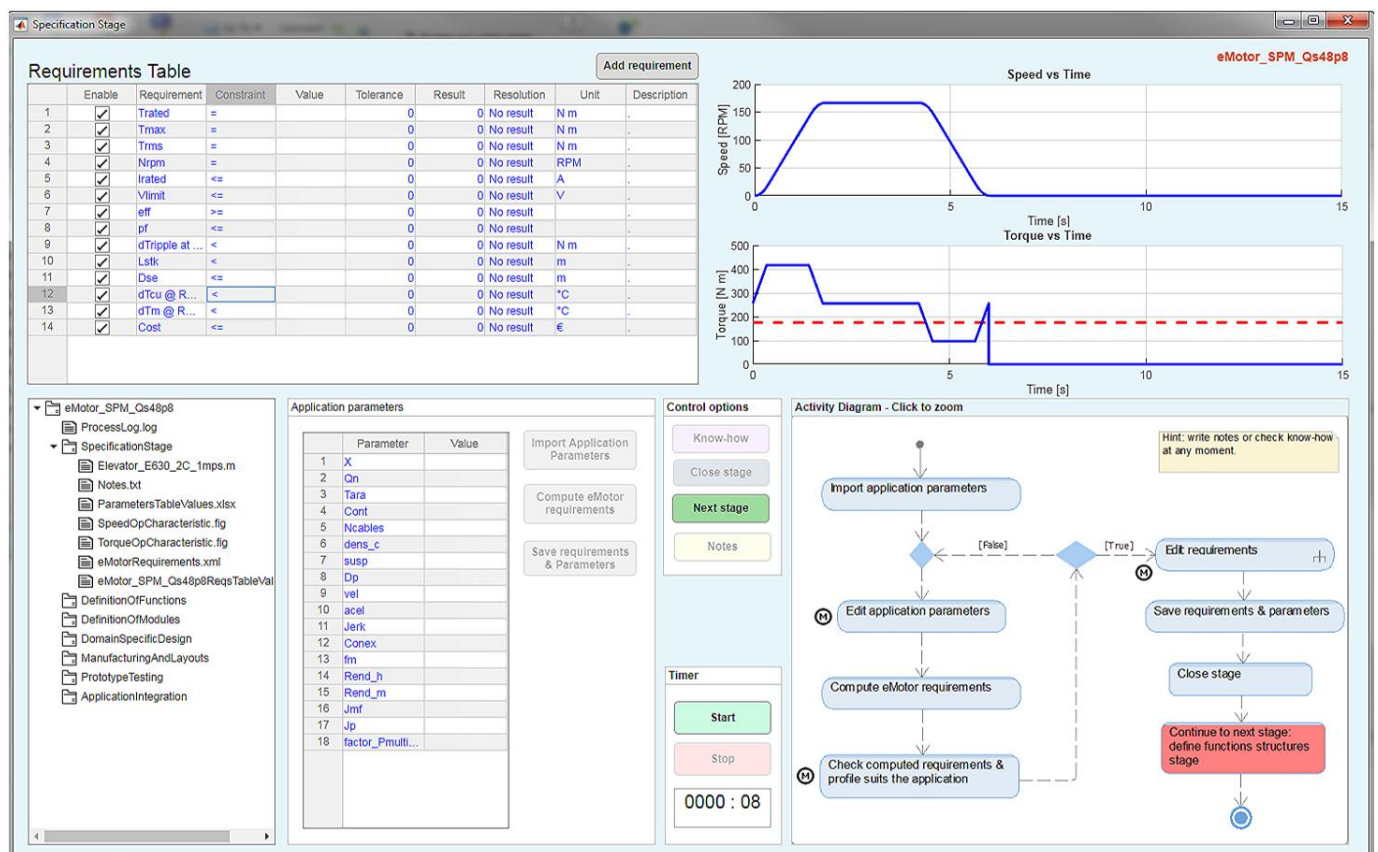 Specification Stage
eMotor_SPM_Qs48p8
Requirements Table
Add requirement
Enable Requirement Constraint Value Tolerance Result Resolution Unit Description
1 Trated = 0 0 No result N m .
2 Tmax = 0 0 No result N m .
3 Trms = 0 0 No result N m .
4 Nrpm = 0 0 No result RPM .
5 Irated <= 0 0 No result A .
6 Vlimit <= 0 0 No result V .
7 eff >= 0 0 No result .
8 pf <= 0 0 No result .
9 dTripple at ... < 0 0 No result N m .
10 Lstk < 0 0 No result m .
11 Dse <= 0 0 No result m .
12 dTcu @ R... < 0 0 No result °C .
13 dTm @ R... < 0 0 No result °C .
14 Cost <= 0 0 No result € .
Speed vs Time
Speed [RPM]
200
150
100
50
0
0 5 10 15
Time [s]
Torque vs Time
Torque [N m]
500
400
300
200
100
0
0 5 10 15
Time [s]
eMotor_SPM_Qs48p8
ProcessLog.log
SpecificationStage
Elevator_E630_2C_1mps.m
Notes.txt
ParametersTableValues.xlsx
SpeedOpCharacteristic.fig
TorqueOpCharacteristic.fig
eMotorRequirements.xml
eMotor_SPM_Qs48p8ReqsTableVal
DefinitionOfFunctions
DefinitionOfModules
DomainSpecificDesign
ManufacturingAndLayouts
PrototypeTesting
ApplicationIntegration
Application parameters
Parameter Value
1 X
2 Qn
3 Tara
4 Cont
5 Ncables
6 dens_c
7 susp
8 Dp
9 vel
10 acel
11 Jerk
12 Conex
13 fm
14 Rend_h
15 Rend_m
16 Jmf
17 Jp
18 factor_Pmulti...
Import Application
Parameters
Compute eMotor
requirements
Save requirements
& Parameters
Control options
Know-how
Close stage
Next stage
Notes
Timer
Start
Stop
0000 : 08
Activity Diagram - Click to zoom
Hint: write notes or check know-how
at any moment.
Import application parameters
[False]
[True]
Edit requirements
M
M
Edit application parameters
Save requirements & parameters
Compute eMotor requirements
Close stage
M
Check computed requirements &
profile suits the application
Continue to next stage:
define functions structures
stage